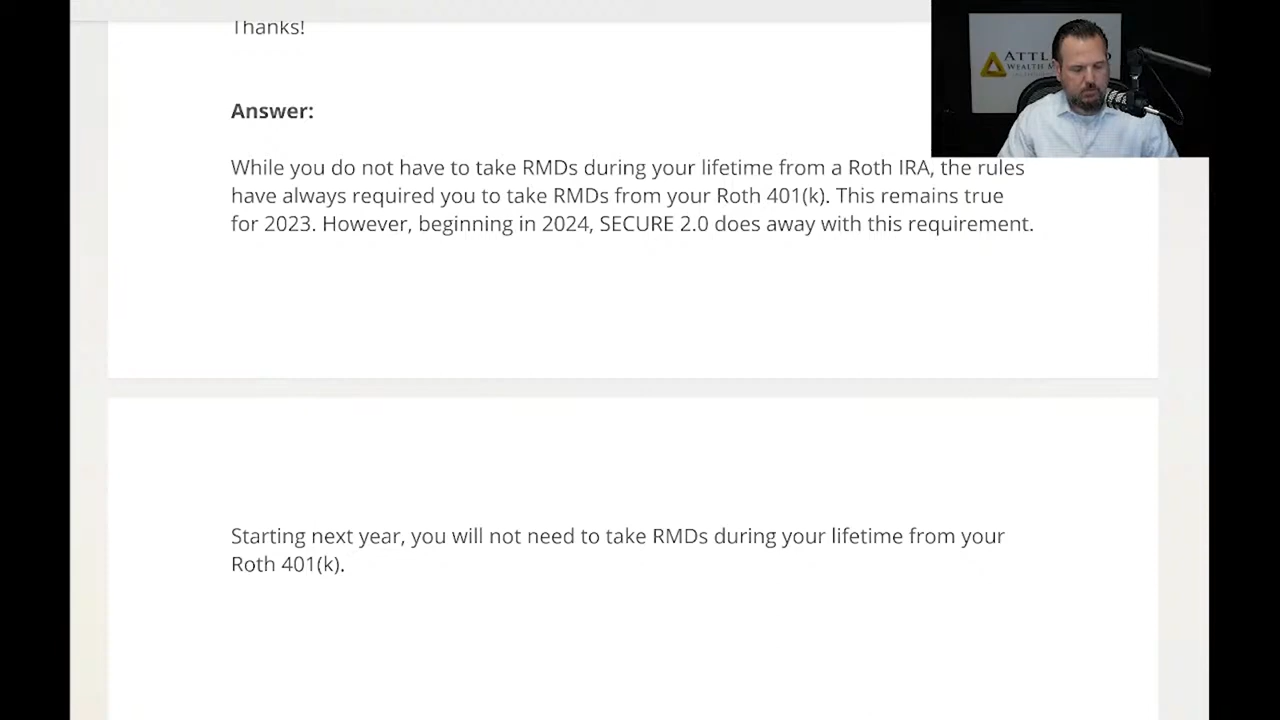 Thanks!
ATTL
WEALTH M
Answer:
While you do not have to take RMDs during your lifetime from a Roth IRA, the rules
have always required you to take RMDs from your Roth 401(k). This remains true
for 2023. However, beginning in 2024, SECURE 2.0 does away with this requirement.
Starting next year, you will not need to take RMDs during your lifetime from your
Roth 401(k).